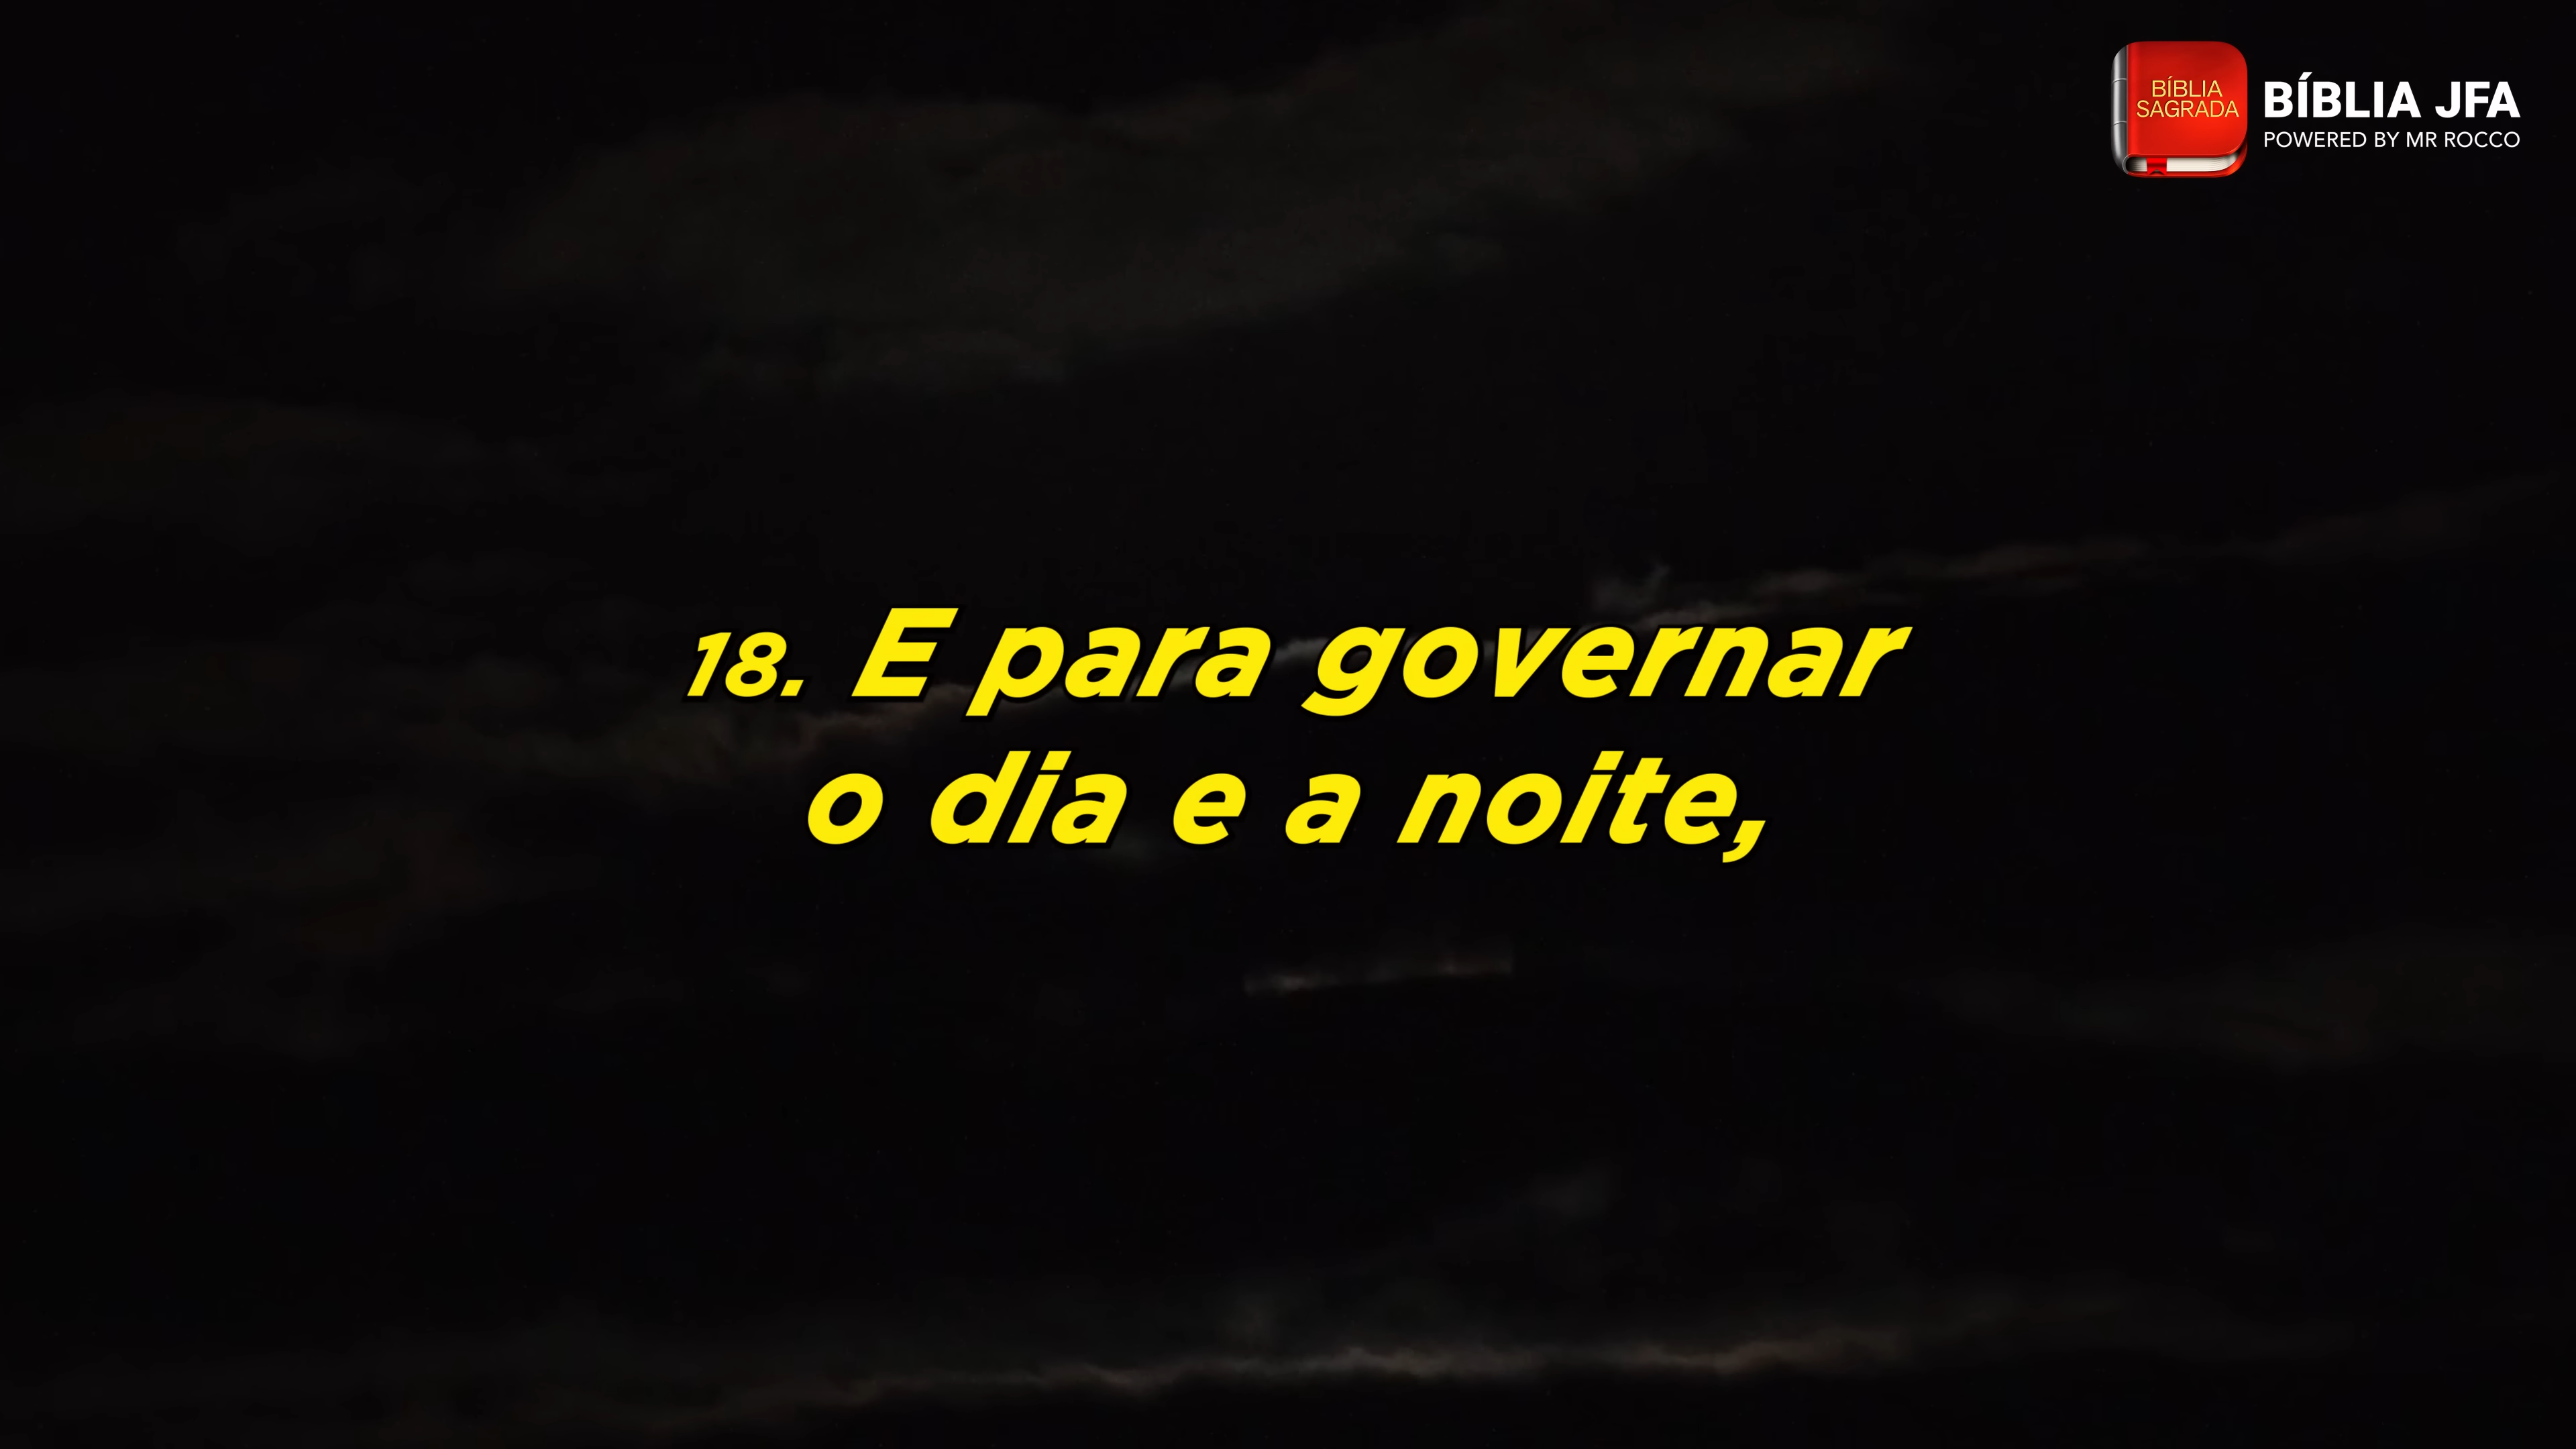 BÍBLIA
SAGRADA
BÍBLIA JFA
POWERED BY MR ROCCO
18. E para governar
o dia e a noite,